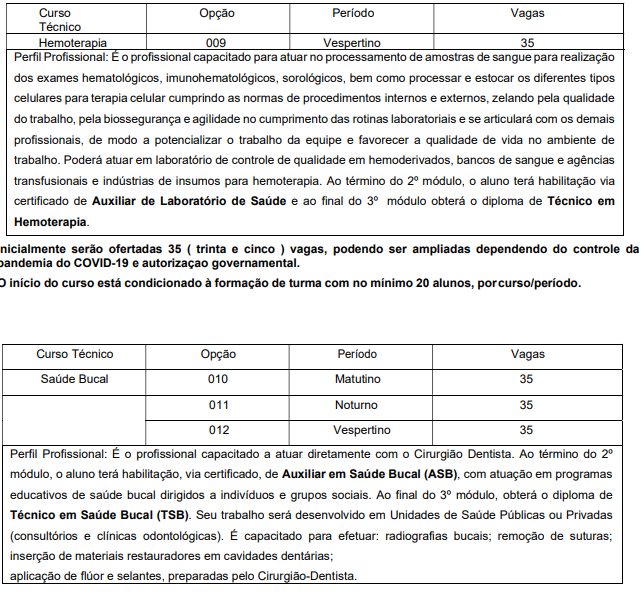 Curso Técnico Opção Período Vagas
Hemoterapia 009 Vespertino 35
Perfil Profissional: É o profissional capacitado para atuar no processamento de amostras de sangue para realização
dos exames hematológicos, imunohematológicos, sorológicos, bem como processar e estocar os diferentes tipos
celulares para terapia celular cumprindo as normas de procedimentos internos e externos, zelando pela qualidade
do trabalho, pela biossegurança e agilidade no cumprimento das rotinas laboratoriais e se articulará com os demais
profissionais, de modo a potencializar o trabalho da equipe e favorecer a qualidade de vida no ambiente de
trabalho. Poderá atuar em laboratório de controle de qualidade em hemoderivados, bancos de sangue e agências
transfusionais e indústrias de insumos para hemoterapia. Ao término do 2º módulo, o aluno terá habilitação via
certificado de Auxiliar de Laboratório de Saúde e ao final do 3º módulo obterá o diploma de Técnico em
Hemoterapia.
nicialmente serão ofertadas 35 ( trinta e cinco ) vagas, podendo ser ampliadas dependendo do controle da
pandemia do COVID-19 e autorizaçao governamental.
O início do curso está condicionado à formação de turma com no mínimo 20 alunos, por curso/período.
Curso Técnico Opção Período Vagas
Saúde Bucal 010 Matutino 35
011 Noturno 35
012 Vespertino 35
Perfil Profissional: É o profissional capacitado a atuar diretamente com o Cirurgião Dentista. Ao término do 2º
módulo, o aluno terá habilitação, via certificado, de Auxiliar em Saúde Bucal (ASB), com atuação em programas
educativos de saúde bucal dirigidos a indivíduos e grupos sociais. Ao final do 3º módulo, obterá o diploma de
Técnico em Saúde Bucal (TSB). Seu trabalho será desenvolvido em Unidades de Saúde Públicas ou Privadas
(consultórios e clínicas odontológicas). É capacitado para efetuar: radiografias bucais; remoção de suturas;
inserção de materiais restauradores em cavidades dentárias;
aplicação de flúor e selantes, preparadas pelo Cirurgião-Dentista.